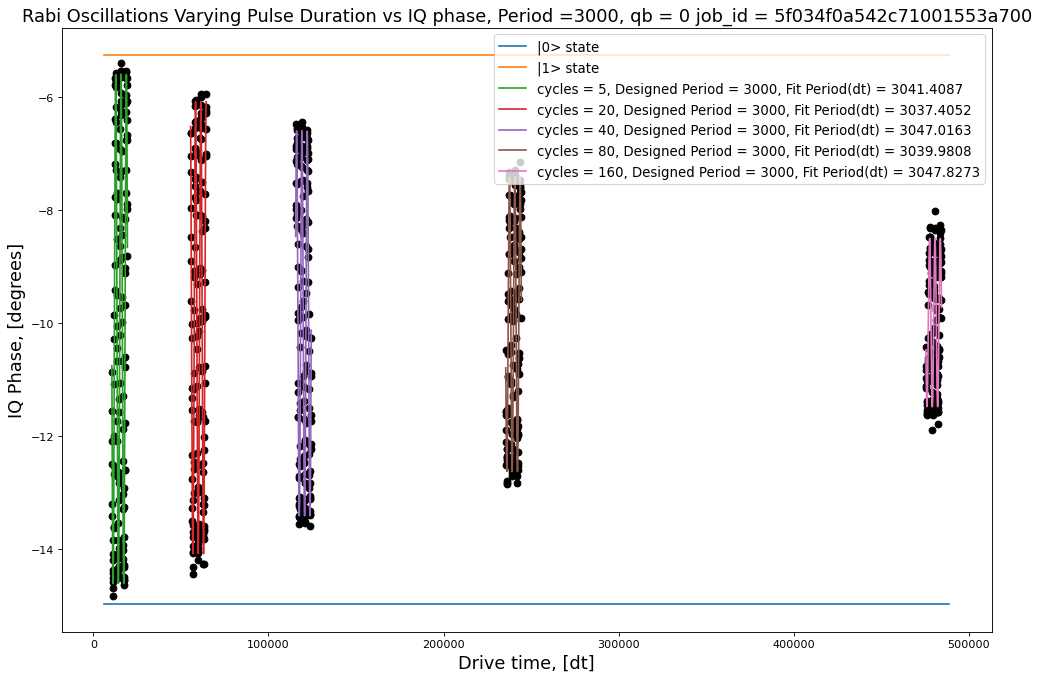 Rabi Oscillations Varying Pulse Duration vs IQ phase, Period =3000, qb = 0 job_id = 5f034f0a542c71001553a700
|0> state
|1> state
cycles = 5, Designed Period = 3000, Fit Period(dt) = 3041.4087
cycles = 20, Designed Period = 3000, Fit Period(dt) = 3037.4052
cycles = 40, Designed Period = 3000, Fit Period(dt) = 3047.0163
cycles = 80, Designed Period = 3000, Fit Period(dt) = 3039.9808
cycles = 160, Designed Period = 3000, Fit Period(dt) = 3047.8273
IQ Phase, [degrees]
−6
−8
−10
−12
−14
0 100000 200000 300000 400000 500000
Drive time, [dt]